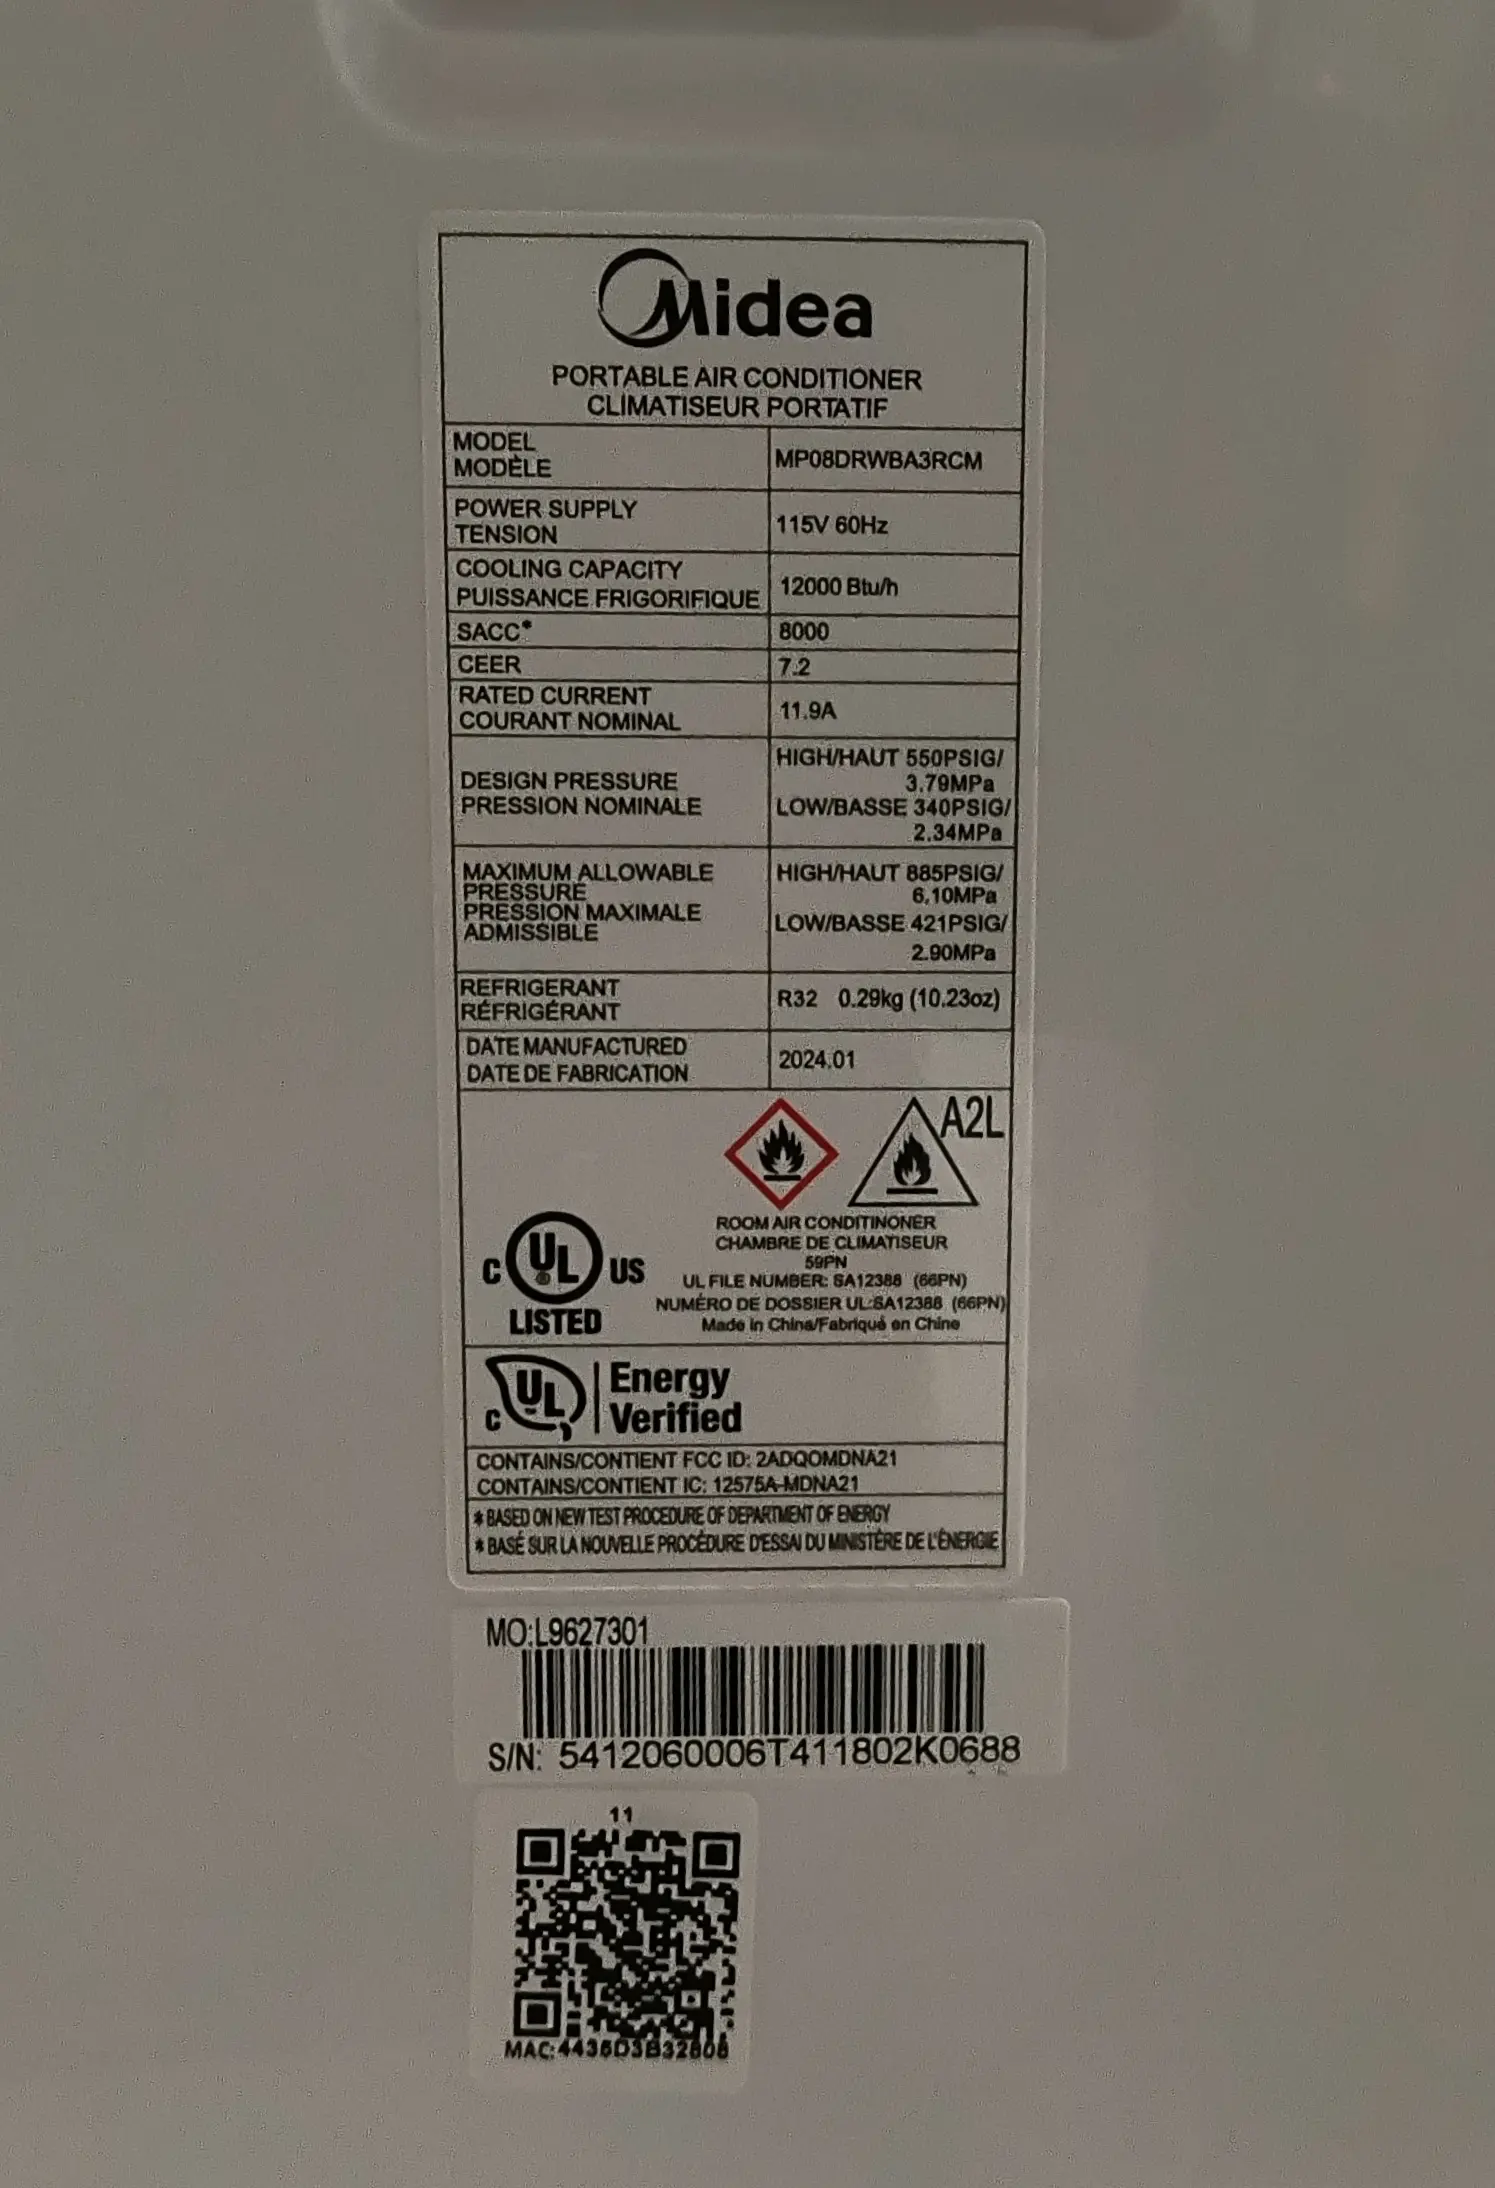 Midea
PORTABLE AIR CONDITIONER
CLIMATISEUR PORTATIF
MODEL
MODÈLE
MP08DRWBA3RCM
POWER SUPPLY
TENSION
115V 60Hz
COOLING CAPACITY
PUISSANCE FRIGORIFIQUE
12000 Btu/h
SACC*
8000
CEER
7.2
RATED CURRENT
COURANT NOMINAL
11.9A
DESIGN PRESSURE
PRESSION NOMINALE
HIGH/HAUT 550PSIG/
3.79MPa
LOW/BASSE 340PSIG/
2.34MPa
MAXIMUM ALLOWABLE
PRESSURE
PRESSION MAXIMALE
ADMISSIBLE
HIGH/HAUT 885PSIG/
6,10MPa
LOW/BASSE 421PSIG/
2.90MPa
REFRIGERANT
RÉFRIGÉRANT
R32 0.29kg (10.23oz)
DATE MANUFACTURED
DATE DE FABRICATION
2024.01
A2L
C UL US
LISTED
ROOM AIR CONDITINONER
CHAMBRE DE CLIMATISEUR
59PN
UL FILE NUMBER: SA12388 (66PN)
NUMÉRO DE DOSSIER UL:SA12388 (66PN)
Made in China/Fabriqué en Chine
C UL
Energy
Verified
CONTAINS/CONTIENT FCC ID: 2ADQOMDNA21
CONTAINS/CONTIENT IC: 12575A-MDNA21
* BASED ON NEW TEST PROCEDURE OF DEPARTMENT OF ENERGY
* BASÉ SUR LA NOUVELLE PROCÉDURE D'ESSAI DU MINISTÈRE DE L'ÉNERGIE
MO:L9627301
S/N: 5412060006T411802K0688
11
MAC:4435D3B32808